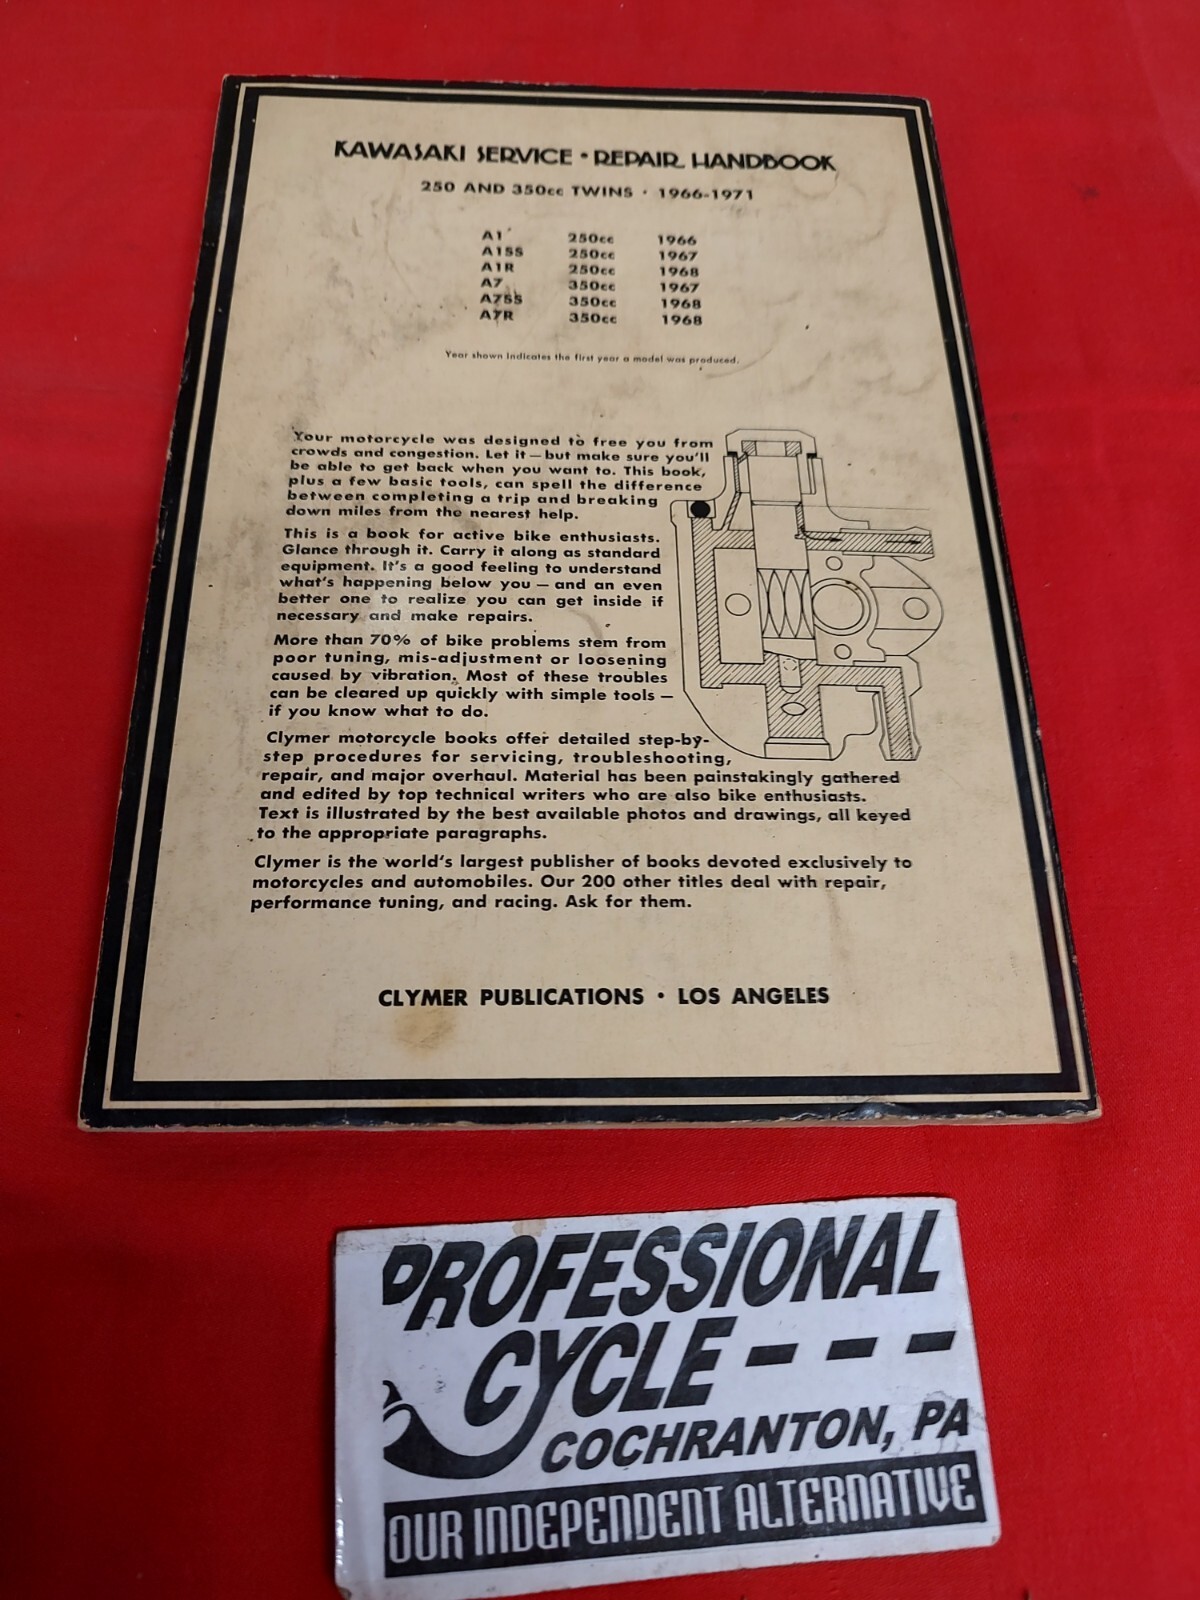 KAWASAKI SERVICE • REPAIR HANDBOOK
250 AND 350cc TWINS • 1966-1971
A1 250cc 1966
A1SS 250cc 1967
A1R 250cc 1968
A7 350cc 1967
A7SS 350cc 1968
A7R 350cc 1968
Year shown indicates the first year a model was produced.
Your motorcycle was designed to free you from
crowds and congestion. Let it — but make sure you'll
be able to get back when you want to. This book,
plus a few basic tools, can spell the difference
between completing a trip and breaking
down miles from the nearest help.
This is a book for active bike enthusiasts.
Glance through it. Carry it along as standard
equipment. It's a good feeling to understand
what's happening below you — and an even
better one to realize you can get inside if
necessary and make repairs.
More than 70% of bike problems stem from
poor tuning, mis-adjustment or loosening
caused by vibration. Most of these troubles
can be cleared up quickly with simple tools —
if you know what to do.
Clymer motorcycle books offer detailed step-by-
step procedures for servicing, troubleshooting,
repair, and major overhaul. Material has been painstakingly gathered
and edited by top technical writers who are also bike enthusiasts.
Text is illustrated by the best available photos and drawings, all keyed
to the appropriate paragraphs.
Clymer is the world's largest publisher of books devoted exclusively to
motorcycles and automobiles. Our 200 other titles deal with repair,
performance tuning, and racing. Ask for them.
CLYMER PUBLICATIONS • LOS ANGELES
PROFESSIONAL
CYCLE ---
COCHRANTON, PA
OUR INDEPENDENT ALTERNATIVE